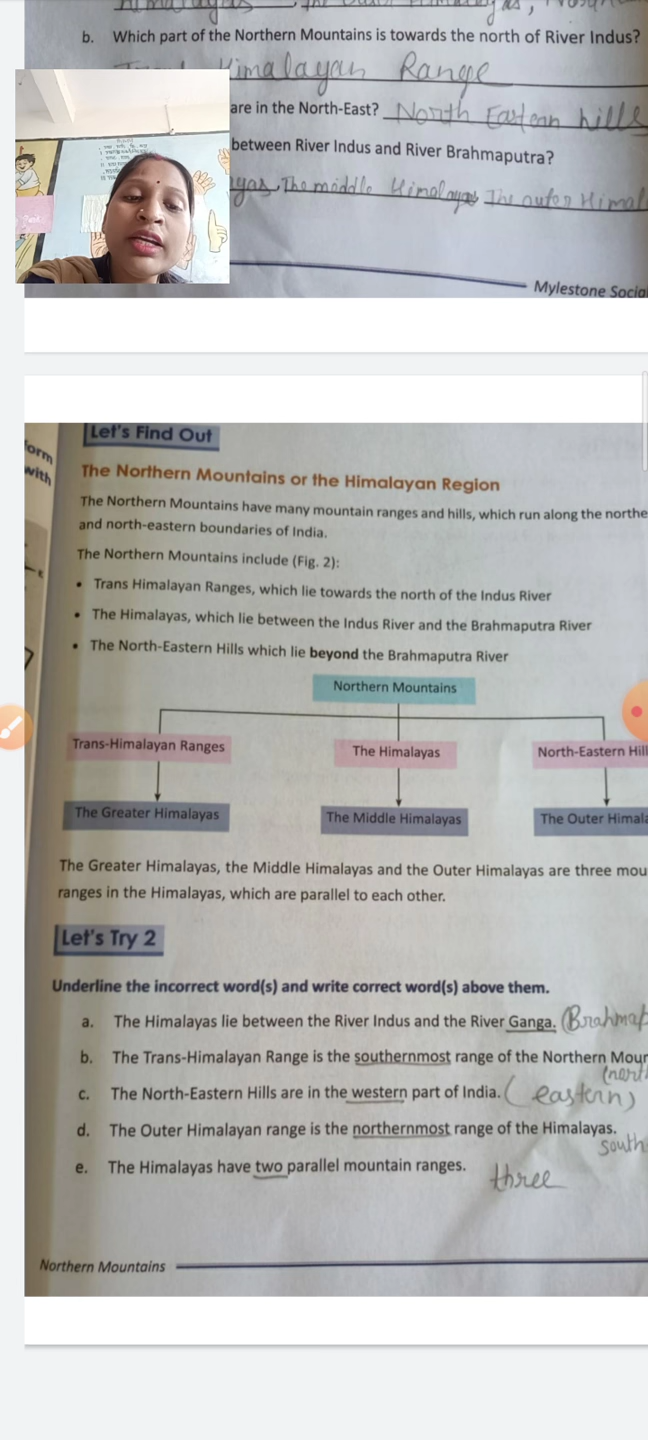 b. Which part of the Northern Mountains is towards the north of River Indus?
Himalayan Range
are in the North-East? North Eastern hills
between River Indus and River Brahmaputra?
The middle Himalayas The outer Himal
Mylestone Social
Let's Find Out
orm
with
The Northern Mountains or the Himalayan Region
The Northern Mountains have many mountain ranges and hills, which run along the northe
and north-eastern boundaries of India.
The Northern Mountains include (Fig. 2):
• Trans Himalayan Ranges, which lie towards the north of the Indus River
• The Himalayas, which lie between the Indus River and the Brahmaputra River
• The North-Eastern Hills which lie beyond the Brahmaputra River
Northern Mountains
Trans-Himalayan Ranges The Himalayas North-Eastern Hill
The Greater Himalayas The Middle Himalayas The Outer Himala
The Greater Himalayas, the Middle Himalayas and the Outer Himalayas are three mou
ranges in the Himalayas, which are parallel to each other.
Let's Try 2
Underline the incorrect word(s) and write correct word(s) above them.
a. The Himalayas lie between the River Indus and the River Ganga. (Brahmap
b. The Trans-Himalayan Range is the southernmost range of the Northern Moun
(nort
c. The North-Eastern Hills are in the western part of India. (eastern)
d. The Outer Himalayan range is the northernmost range of the Himalayas.
south
e. The Himalayas have two parallel mountain ranges. three
Northern Mountains